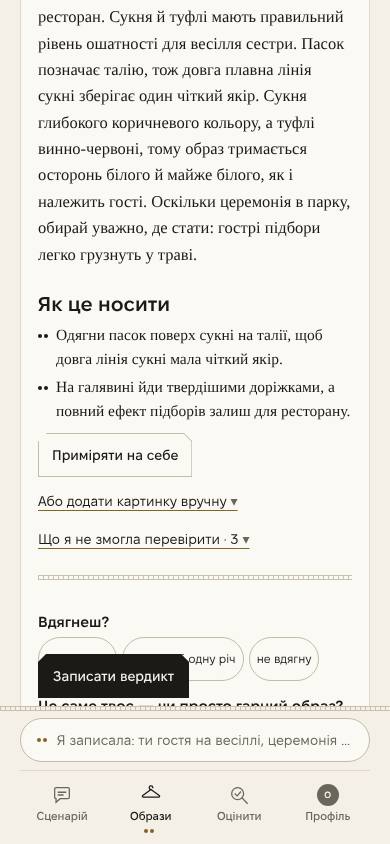 ресторан. Сукня й туфлі мають правильний
рівень ошатності для весілля сестри. Пасок
позначає талію, тож довга плавна лінія
сукні зберігає один чіткий якір. Сукня
глибокого коричневого кольору, а туфлі
винно-червоні, тому образ тримається
осторонь білого й майже білого, як і
належить гості. Оскільки церемонія в парку,
обирай уважно, де стати: гострі підбори
легко грузнуть у траві.
Як це носити
•• Одягни пасок поверх сукні на талії, щоб
довга лінія сукні мала чіткий якір.
•• На галявині йди твердішими доріжками, а
повний ефект підборів залиш для ресторану.
Приміряти на себе
Або додати картинку вручну ▾
Що я не змогла перевірити · 3 ▾
Вдягнеш?
одну річ
не вдягну
Записати вердикт
•• Я записала: ти гостя на весіллі, церемонія ...
Сценарій
Образи
Оцінити
О
Профіль